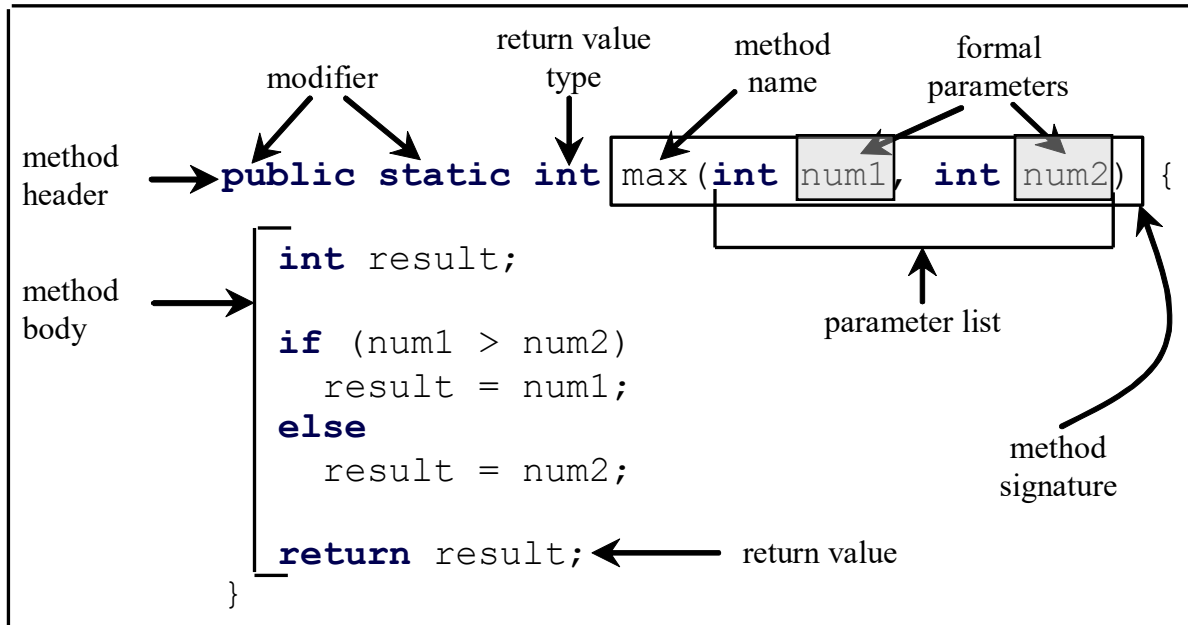 return value
type
method
name
formal
parameters
modifier
method
header
public static int max(int num1, int num2) {
int result;
method
body
parameter list
if (num1 > num2)
result = num1;
else
result = num2;
method
signature
return result;
return value
}